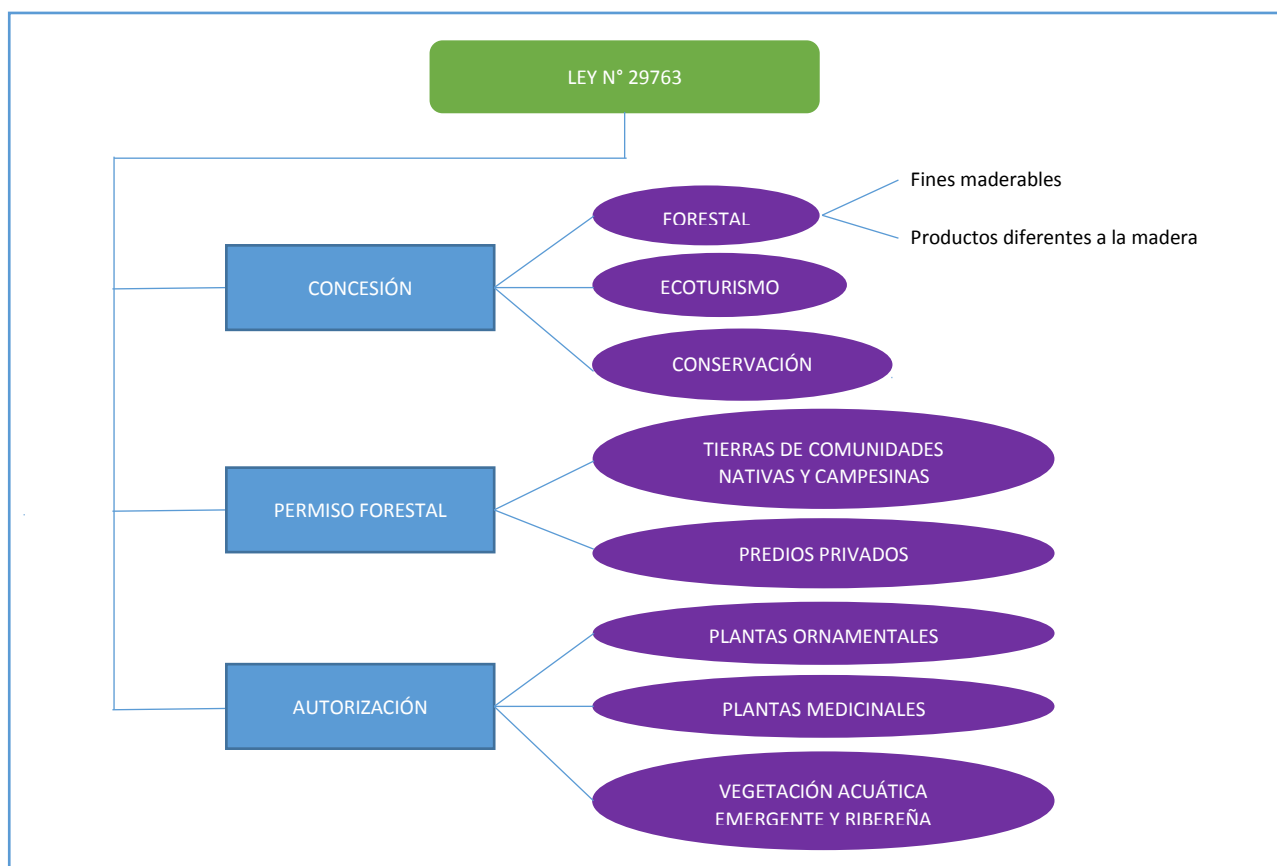 LEY N° 29763
CONCESIÓN
FORESTAL
Fines maderables
Productos diferentes a la madera
ECOTURISMO
CONSERVACIÓN
PERMISO FORESTAL
TIERRAS DE COMUNIDADES
NATIVAS Y CAMPESINAS
PREDIOS PRIVADOS
AUTORIZACIÓN
PLANTAS ORNAMENTALES
PLANTAS MEDICINALES
VEGETACIÓN ACUÁTICA
EMERGENTE Y RIBEREÑA